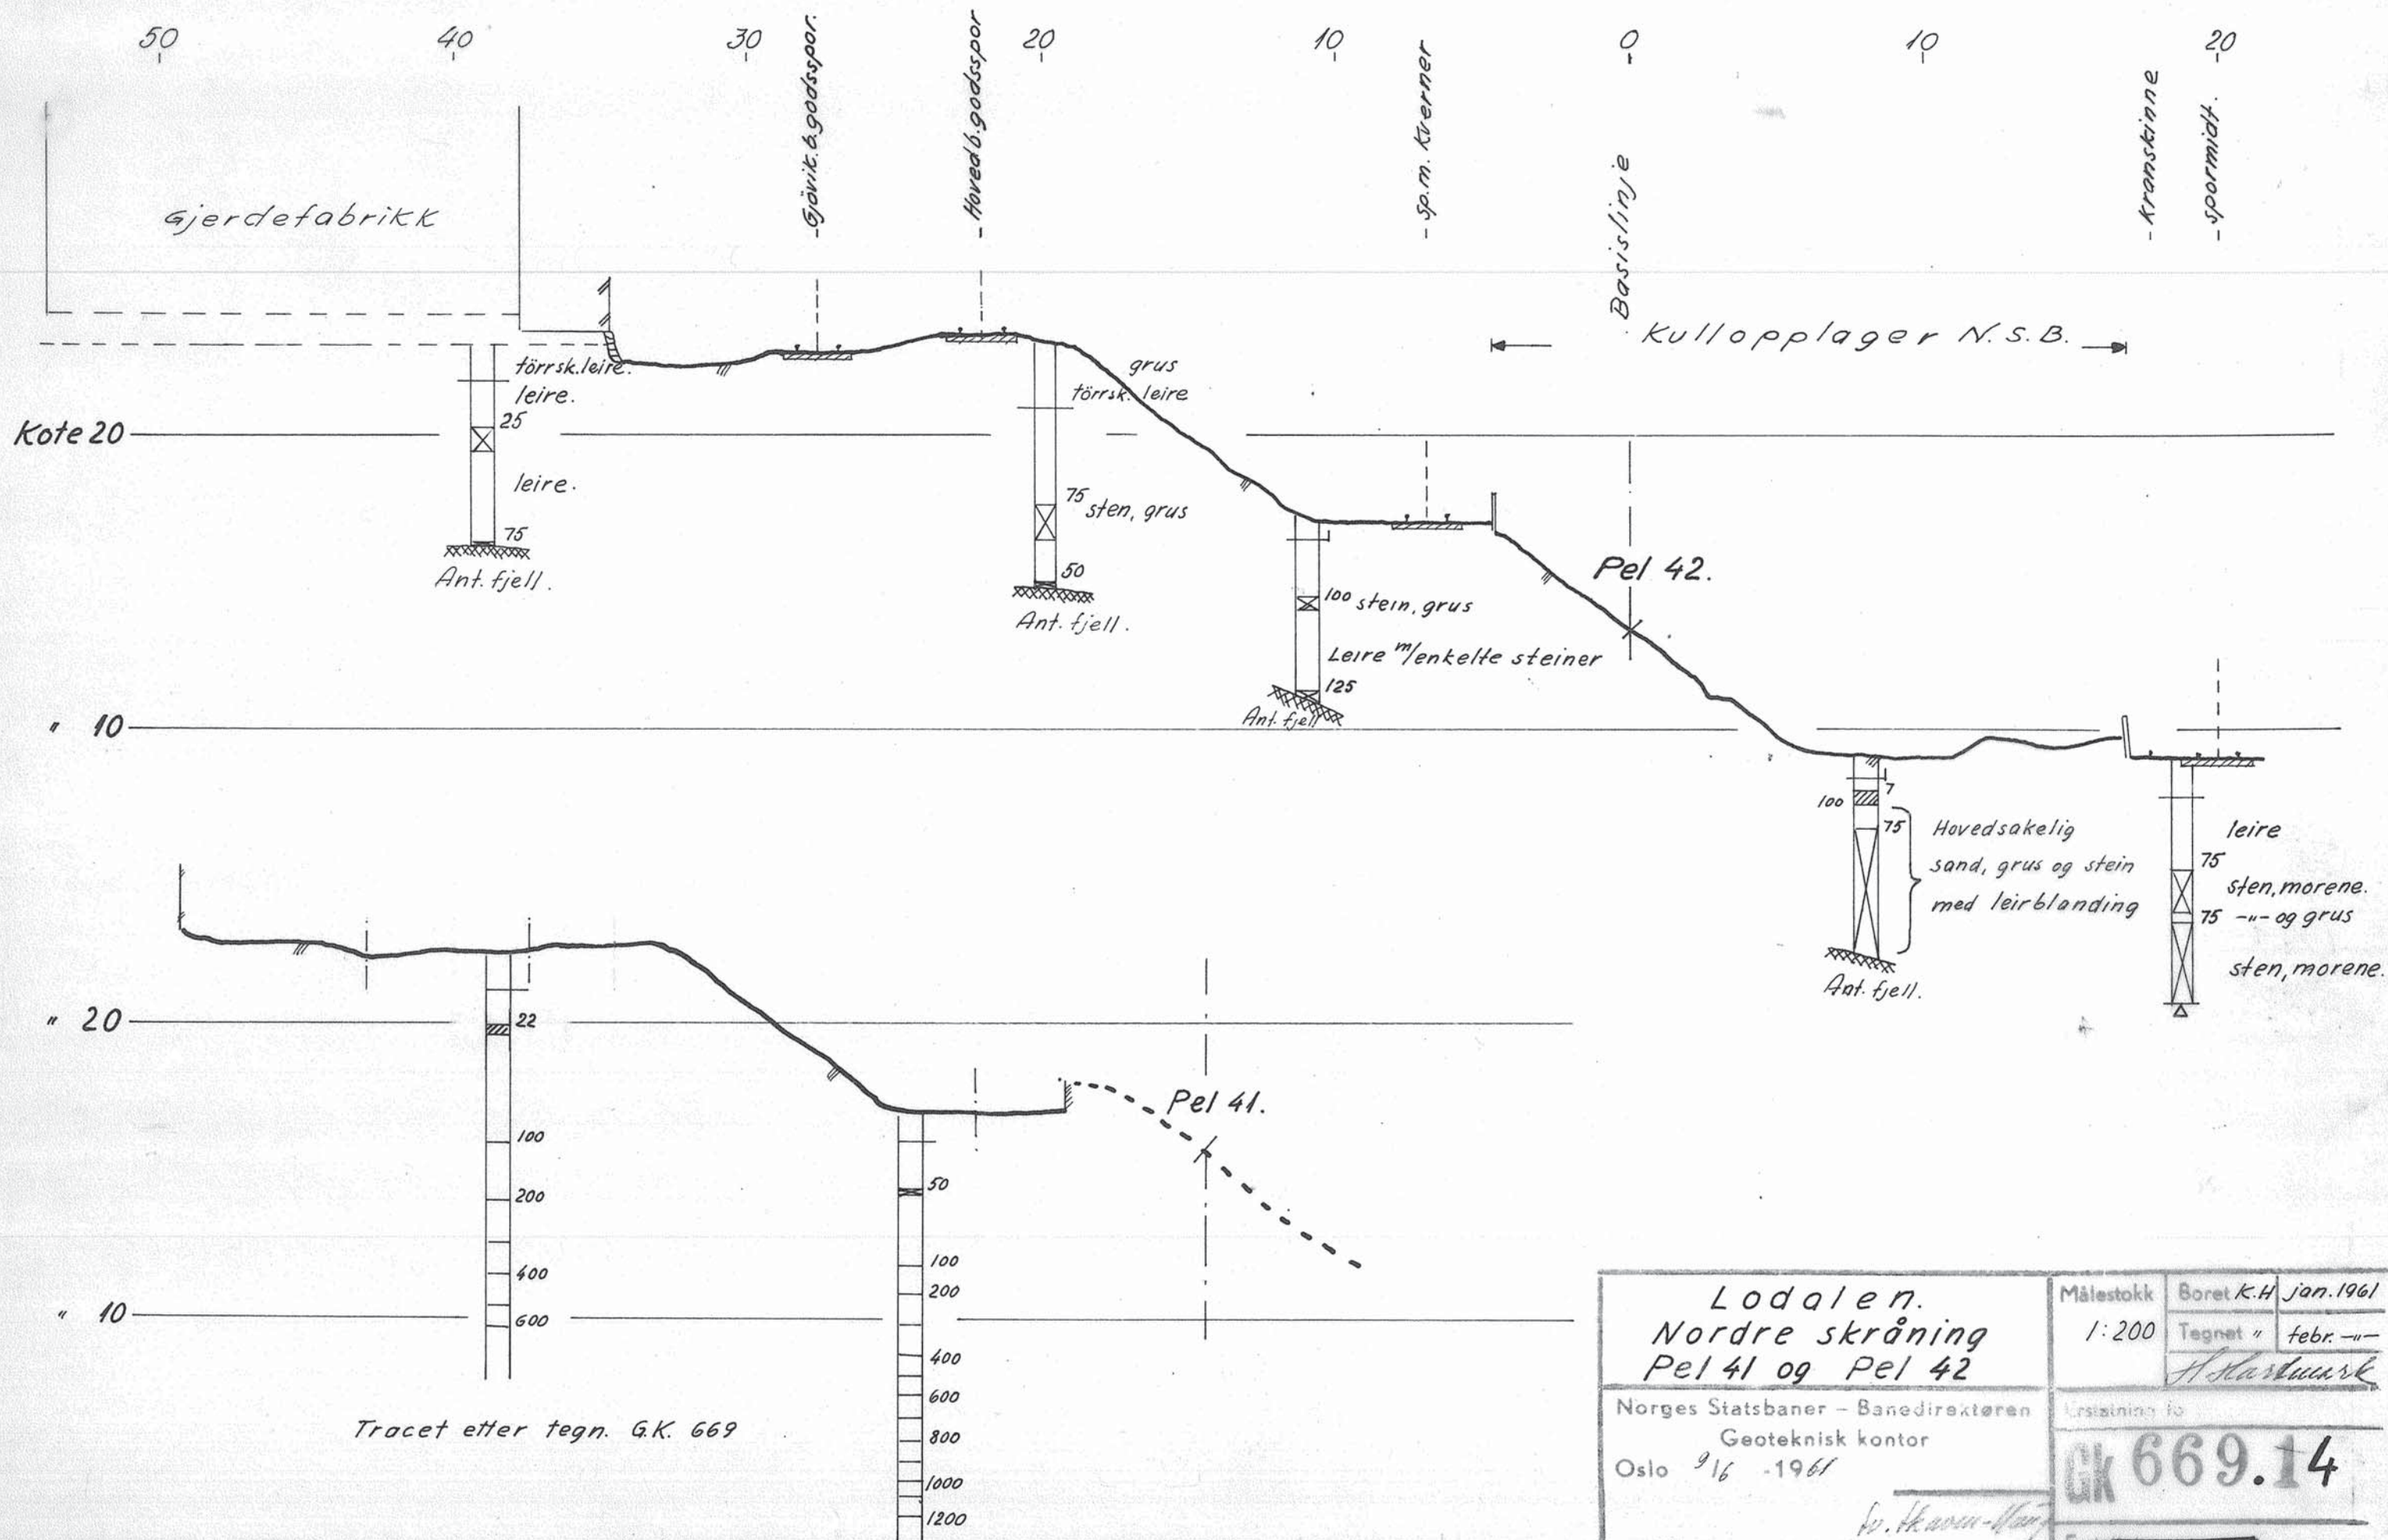 50 40 30 20 10 0 10 20
Gjövik.b.godsspor.
Hovedb.godsspor
Sp.m. Kverner
Basislinje
kranskinne
spormidt.
Gjerdefabrikk
Kullopplager N.S.B.
törrsk.leire.
leire.
25
leire.
75
Ant. fjell.
grus
törrsk. leire
75
sten, grus
50
Ant. fjell.
Kote 20
100 stein, grus
Leire m/enkelte steiner
125
Ant. fjell
Pel 42.
" 10
7
100
75
Hovedsakelig
sand, grus og stein
med leirblanding
Ant. fjell.
leire
75
sten, morene.
75 -"- og grus
sten, morene.
" 20
22
100
200
400
600
Pel 41.
50
100
200
400
600
800
1000
1200
" 10
Tracet etter tegn. G.K. 669
Lodalen.
Nordre skråning
Pel 41 og Pel 42
Målestokk
1:200
Boret K.H jan. 1961
Tegnet " febr. -"-
H Hartmark
Norges Statsbaner - Banedirektøren
Geoteknisk kontor
Oslo 9/6 -1961
Erstatning for
Gk 669.14